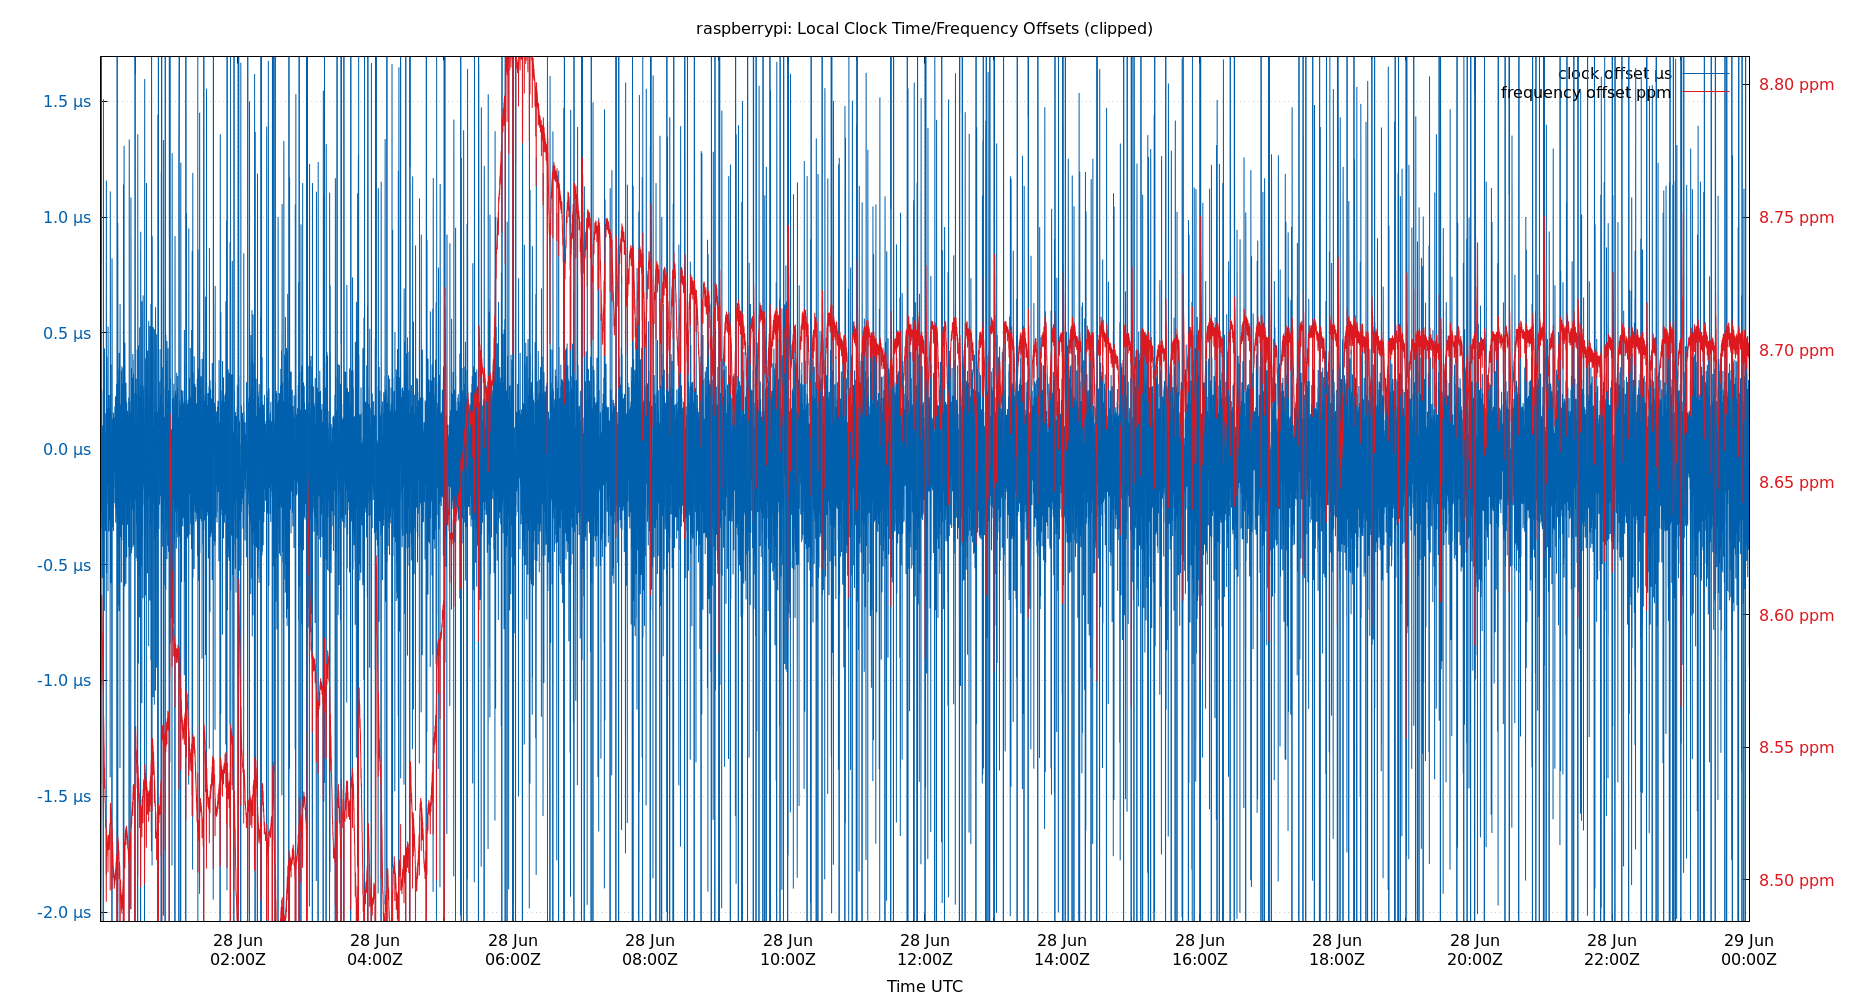 raspberrypi: Local Clock Time/Frequency Offsets (clipped)
clock offset µs
frequency offset ppm
1.5 µs
1.0 µs
0.5 µs
0.0 µs
-0.5 µs
-1.0 µs
-1.5 µs
-2.0 µs
8.80 ppm
8.75 ppm
8.70 ppm
8.65 ppm
8.60 ppm
8.55 ppm
8.50 ppm
28 Jun 28 Jun 28 Jun 28 Jun 28 Jun 28 Jun 28 Jun 28 Jun 28 Jun 28 Jun 28 Jun 29 Jun
02:00Z 04:00Z 06:00Z 08:00Z 10:00Z 12:00Z 14:00Z 16:00Z 18:00Z 20:00Z 22:00Z 00:00Z
Time UTC